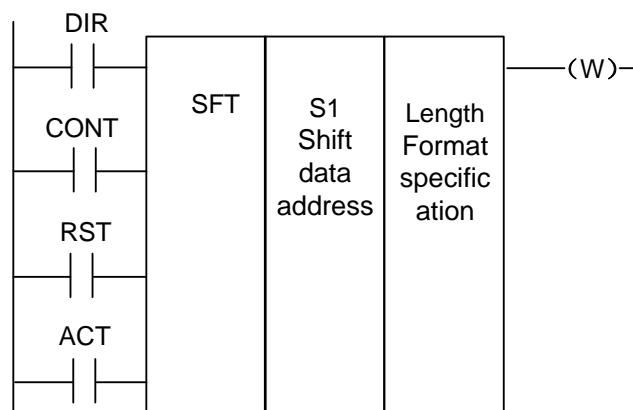 DIR
CONT
RST
ACT
SFT
S1
Shift
data
address
Length
Format
specific
ation
(W)